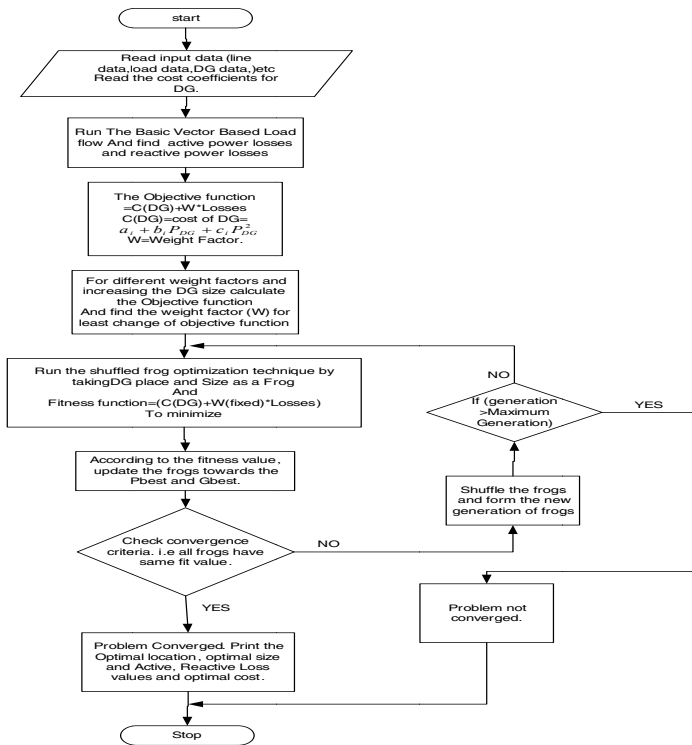 start
Read input data (line
data,load data,DG data,)etc
Read the cost coefficients for
DG.
Run The Basic Vector Based Load
flow And find active power losses
and reactive power losses
The Objective function
=C(DG)+W*Losses
C(DG)=cost of DG=
a_i + b_i P_{DG} + c_i P_{DG}^2
W=Weight Factor.
For different weight factors and
increasing the DG size calculate
the Objective function
And find the weight factor (W) for
least change of objective function
Run the shuffled frog optimization technique by
takingDG place and Size as a Frog
And
Fitness function=(C(DG)+W(fixed)*Losses)
To minimize
According to the fitness value,
update the frogs towards the
Pbest and Gbest.
Check convergence
criteria. i.e all frogs have
same fit value.
NO
YES
Problem Converged. Print the
Optimal location, optimal size
and Active, Reactive Loss
values and optimal cost.
Stop
NO
If (generation
>Maximum
Generation)
YES
Shuffle the frogs
and form the new
generation of frogs
Problem not
converged.